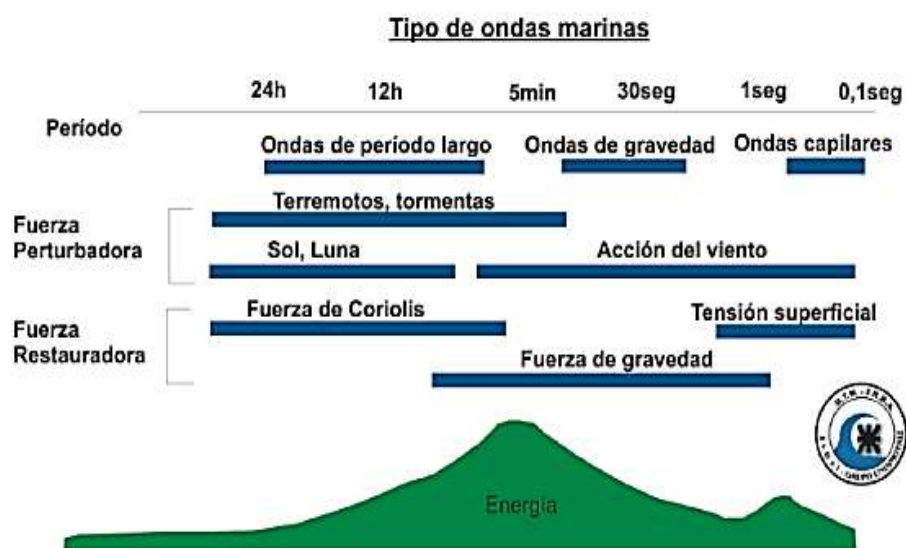 Tipo de ondas marinas
24h 12h 5min 30seg 1seg 0,1seg
Período
Ondas de período largo Ondas de gravedad Ondas capilares
Terremotos, tormentas
Fuerza
Perturbadora
Sol, Luna Acción del viento
Fuerza de Coriolis Tensión superficial
Fuerza
Restauradora
Fuerza de gravedad
Energía